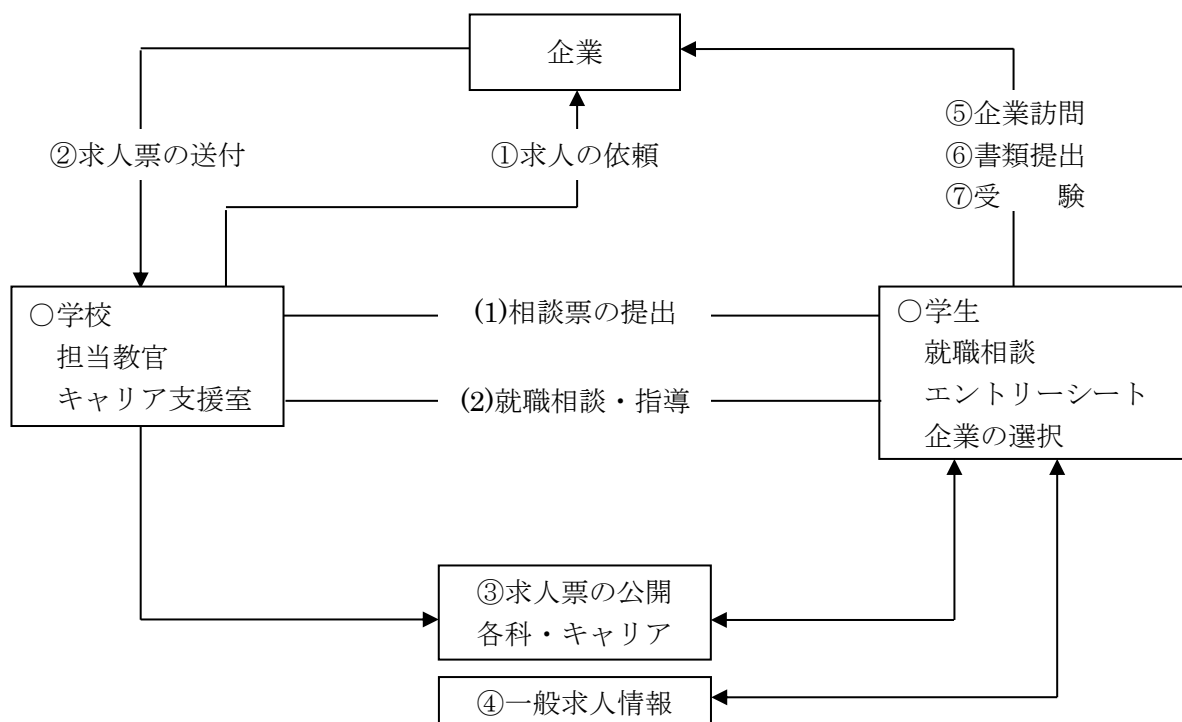 企業
②求人票の送付
①求人の依頼
⑤企業訪問
⑥書類提出
⑦受　　験
○学校
担当教官
キャリア支援室
(1)相談票の提出
(2)就職相談・指導
○学生
就職相談
エントリーシート
企業の選択
③求人票の公開
各科・キャリア
④一般求人情報